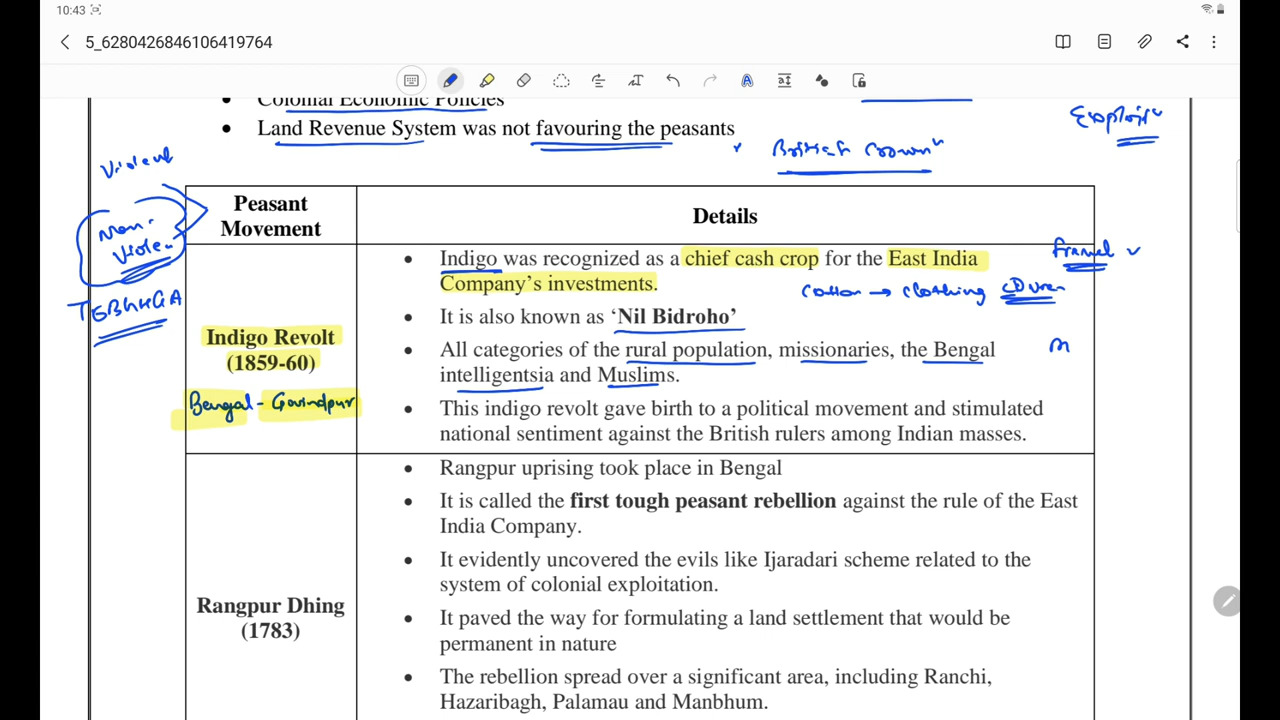 10:43
5_6280426846106419764
Colonial Economic Policies
Land Revenue System was not favouring the peasants
Exploit
British Crown
Violent
Non-
Violen
TEBHAGA
Peasant
Movement
Details
Indigo Revolt
(1859-60)
Bengal - Govindpur
Indigo was recognized as a chief cash crop for the East India
Company's investments.
cotton → clothing
It is also known as 'Nil Bidroho'
All categories of the rural population, missionaries, the Bengal
intelligentsia and Muslims.
M
This indigo revolt gave birth to a political movement and stimulated
national sentiment against the British rulers among Indian masses.
Rangpur Dhing
(1783)
Rangpur uprising took place in Bengal
It is called the first tough peasant rebellion against the rule of the East
India Company.
It evidently uncovered the evils like Ijaradari scheme related to the
system of colonial exploitation.
It paved the way for formulating a land settlement that would be
permanent in nature
The rebellion spread over a significant area, including Ranchi,
Hazaribagh, Palamau and Manbhum.